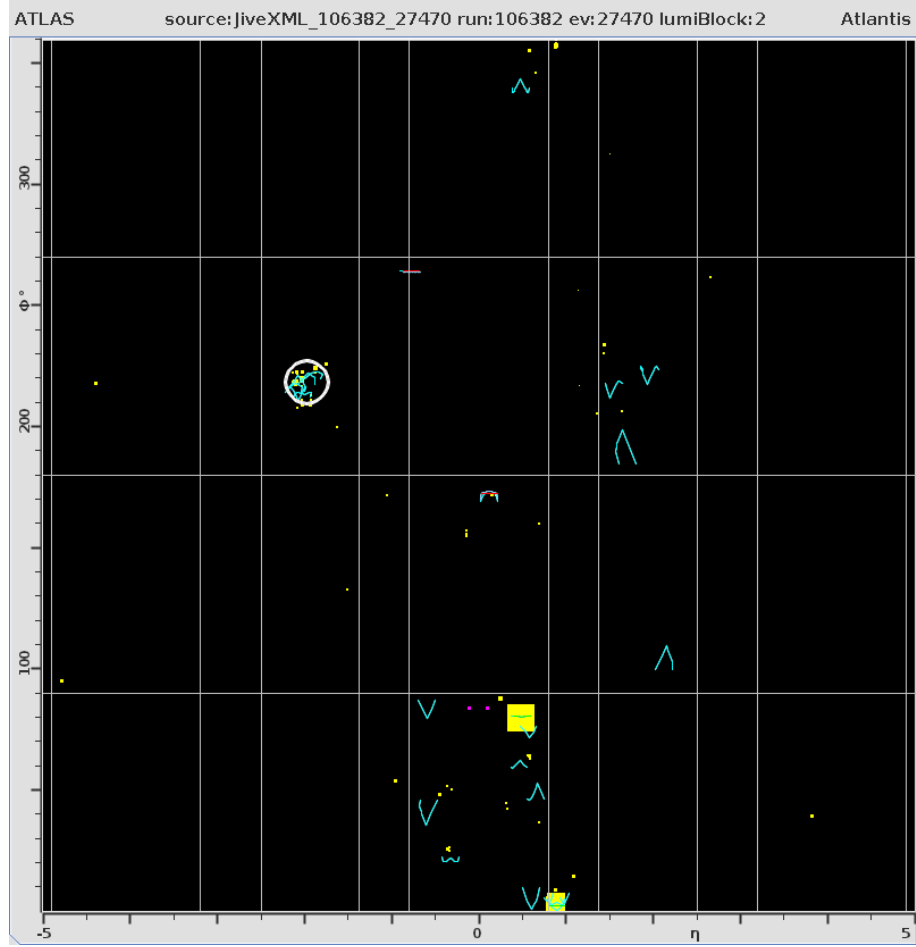 ATLAS source:JiveXML_106382_27470 run:106382 ev:27470 lumiBlock:2 Atlantis
300
Φ°
200
100
-5 0 η 5